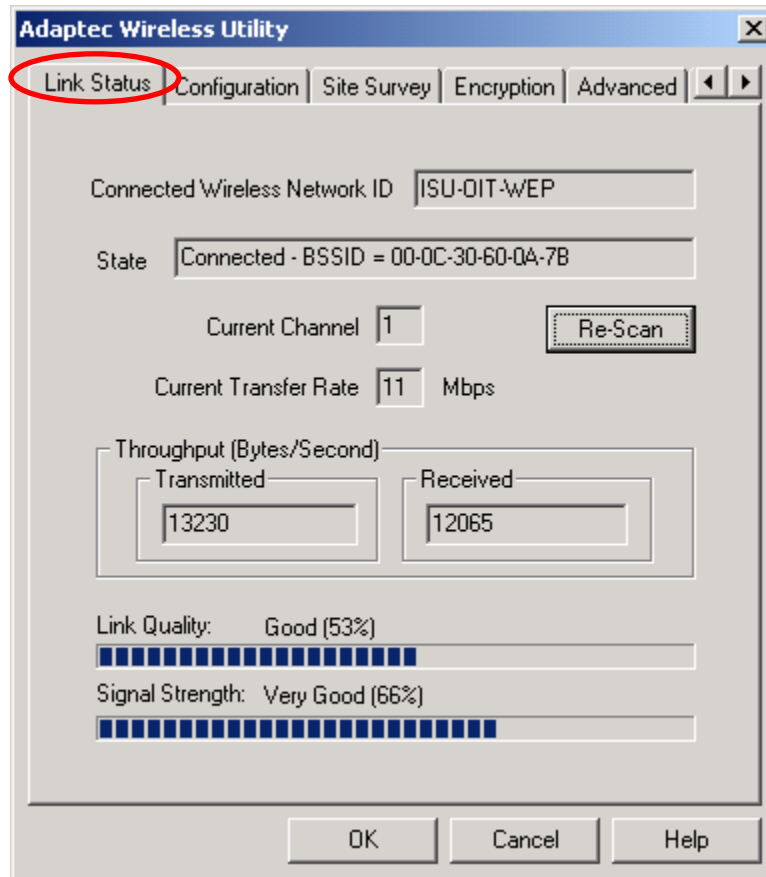 Adaptec Wireless Utility
Link Status Configuration Site Survey Encryption Advanced
Connected Wireless Network ID ISU-OIT-WEP
State Connected - BSSID = 00-0C-30-60-0A-7B
Current Channel 1 Re-Scan
Current Transfer Rate 11 Mbps
Throughput (Bytes/Second)
Transmitted Received
13230 12065
Link Quality: Good (53%)
Signal Strength: Very Good (66%)
OK Cancel Help